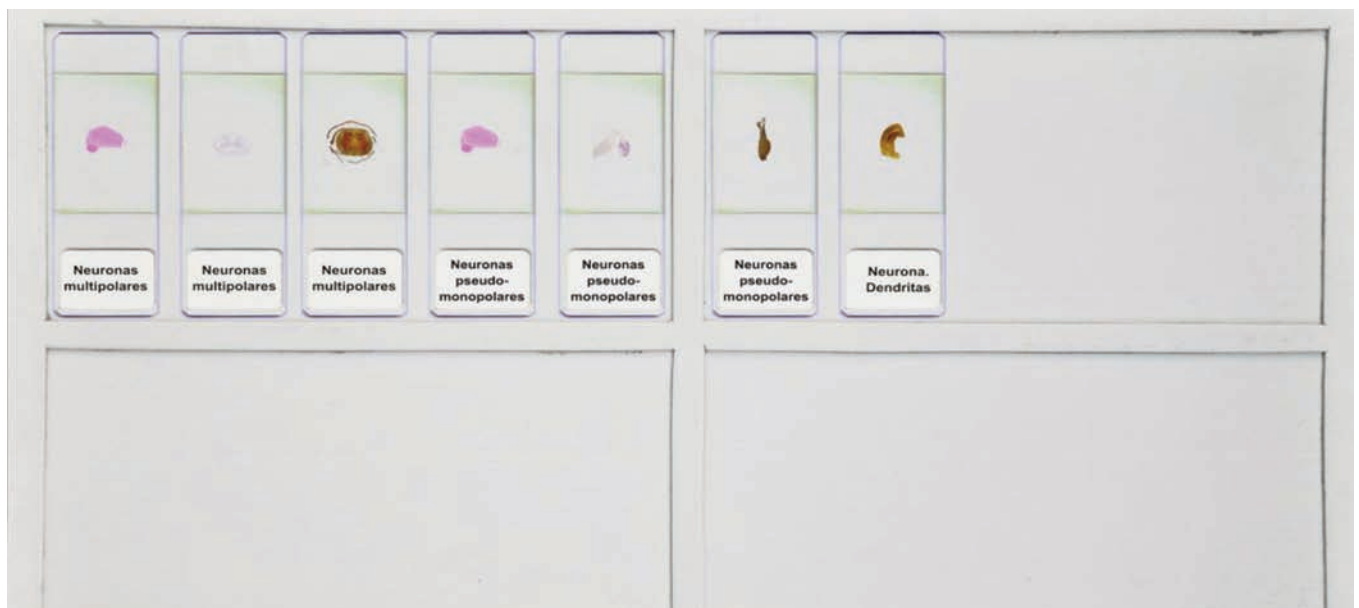 Neuronas
multipolares
Neuronas
multipolares
Neuronas
multipolares
Neuronas
pseudo-
monopolares
Neuronas
pseudo-
monopolares
Neuronas
pseudo-
monopolares
Neurona.
Dendritas